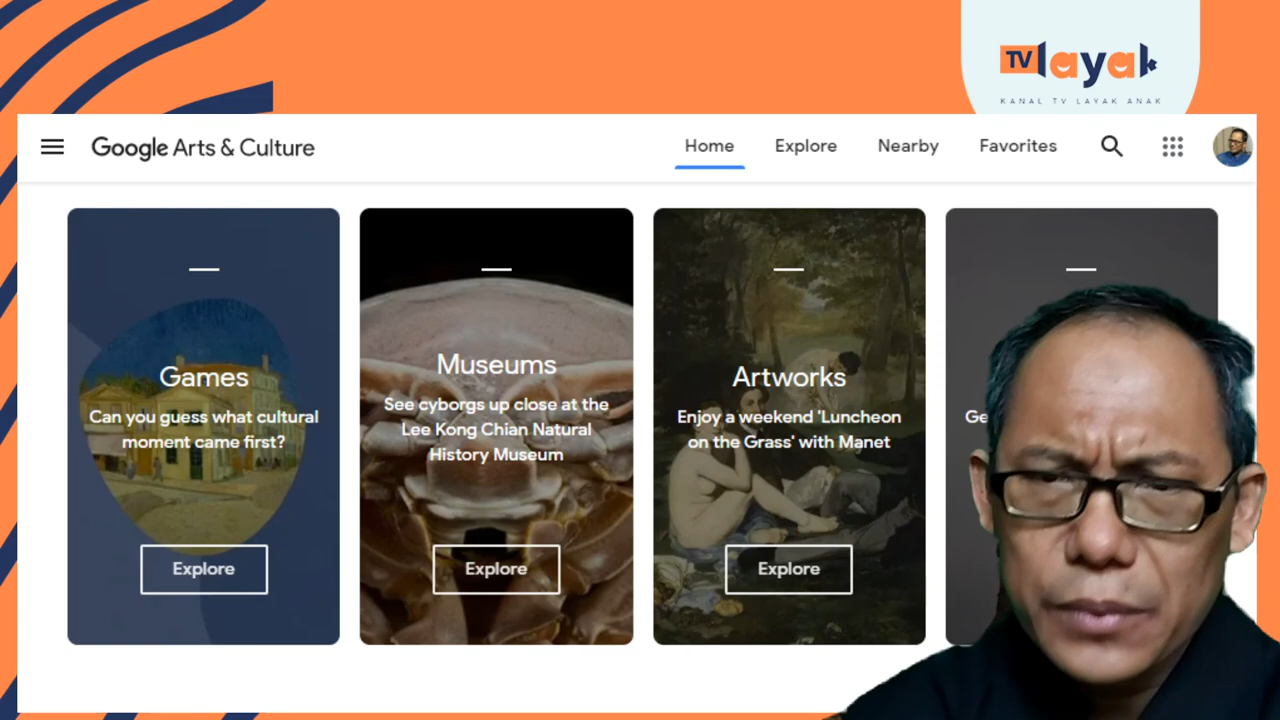 TV layak
KANAL TV LAYAK ANAK
Google Arts & Culture
Home Explore Nearby Favorites
Games
Can you guess what cultural
moment came first?
Explore
Museums
See cyborgs up close at the
Lee Kong Chian Natural
History Museum
Explore
Artworks
Enjoy a weekend 'Luncheon
on the Grass' with Manet
Explore